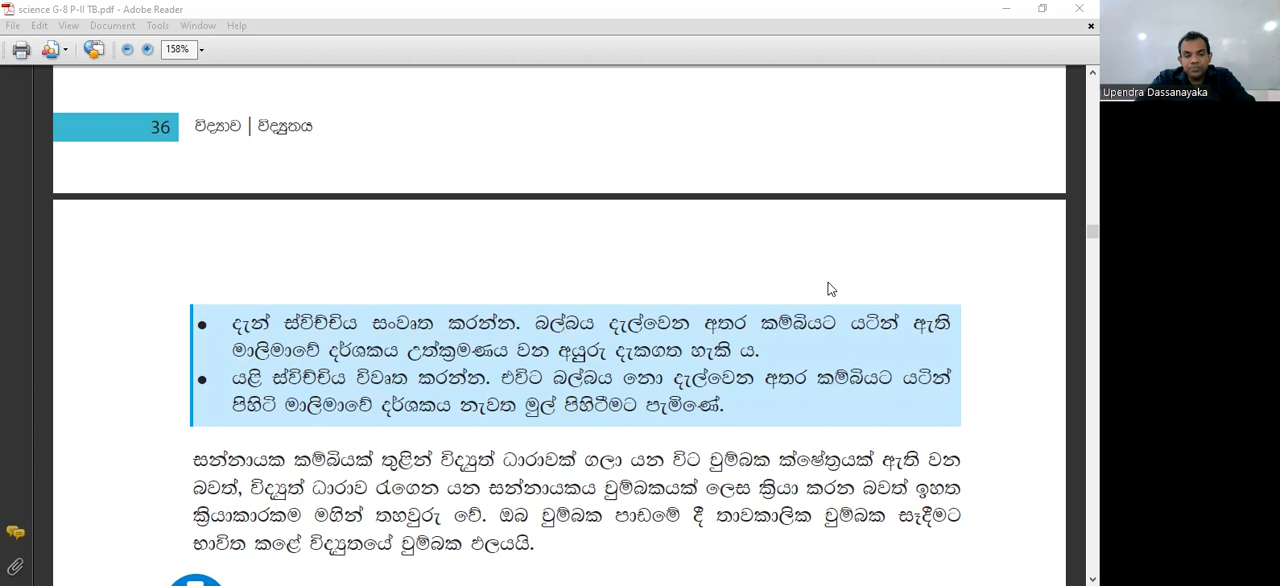 science G-8 P-II TB.pdf - Adobe Reader
File Edit View Document Tools Window Help
158%
Upendra Dassanayaka
36 විද්‍යාව | විද්‍යුතය
● දැන් ස්විච්චිය සංවෘත කරන්න. බල්බය දැල්වෙන අතර කම්බියට යටින් ඇති
මාලිමාවේ දර්ශකය උත්ක්‍රමණය වන අයුරු දැකගත හැකි ය.
● යළි ස්විච්චිය විවෘත කරන්න. එවිට බල්බය නො දැල්වෙන අතර කම්බියට යටින්
පිහිටි මාලිමාවේ දර්ශකය නැවත මුල් පිහිටීමට පැමිණේ.
සන්නායක කම්බියක් තුළින් විද්‍යුත් ධාරාවක් ගලා යන විට චුම්බක ක්ෂේත්‍රයක් ඇති වන
බවත්, විද්‍යුත් ධාරාව රැගෙන යන සන්නායකය චුම්බකයක් ලෙස ක්‍රියා කරන බවත් ඉහත
ක්‍රියාකාරකම මගින් තහවුරු වේ. ඔබ චුම්බක පාඩමේ දී තාවකාලික චුම්බක සෑදීමට
භාවිත කළේ විද්‍යුතයේ චුම්බක ඵලයයි.